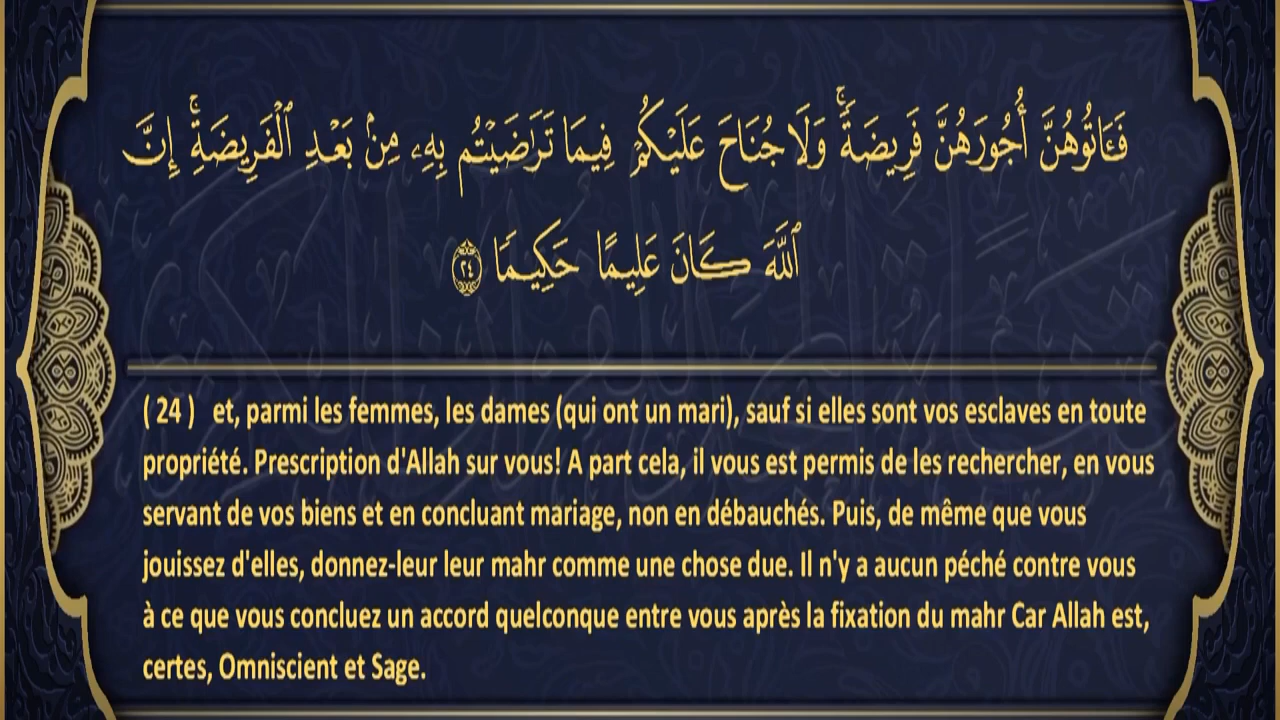 فَـَٔاتُوهُنَّ أُجُورَهُنَّ فَرِيضَةٗۚ وَلَا جُنَاحَ عَلَيۡكُمۡ فِيمَا تَرَٰضَيۡتُم بِهِۦ مِنۢ بَعۡدِ ٱلۡفَرِيضَةِۚ إِنَّ
ٱللَّهَ كَانَ عَلِيمًا حَكِيمٗا ٢٤
( 24 ) et, parmi les femmes, les dames (qui ont un mari), sauf si elles sont vos esclaves en toute
propriété. Prescription d'Allah sur vous! A part cela, il vous est permis de les rechercher, en vous
servant de vos biens et en concluant mariage, non en débauchés. Puis, de même que vous
jouissez d'elles, donnez-leur leur mahr comme une chose due. Il n'y a aucun péché contre vous
à ce que vous concluez un accord quelconque entre vous après la fixation du mahr Car Allah est,
certes, Omniscient et Sage.